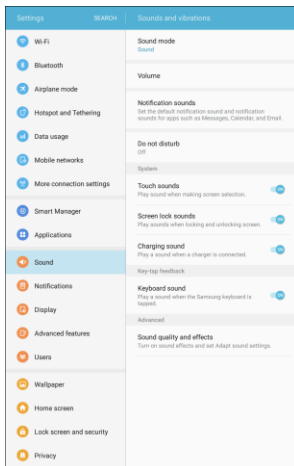 Settings
SEARCH
Sounds and vibrations
Wi-Fi
Bluetooth
Airplane mode
Hotspot and Tethering
Data usage
Mobile networks
More connection settings
Smart Manager
Applications
Sound
Notifications
Display
Advanced features
Users
Wallpaper
Home screen
Lock screen and security
Privacy
Sound mode
Sound
Volume
Notification sounds
Set the default notification sound and notification
sounds for apps such as Messages, Calendar, and Email.
Do not disturb
Off
System
Touch sounds
Play sound when making screen selection.
ON
Screen lock sounds
Play sounds when locking and unlocking screen.
ON
Charging sound
Play a sound when a charger is connected.
ON
Key-tap feedback
Keyboard sound
Play a sound when the Samsung keyboard is
tapped.
ON
Advanced
Sound quality and effects
Turn on sound effects and set Adapt sound settings.